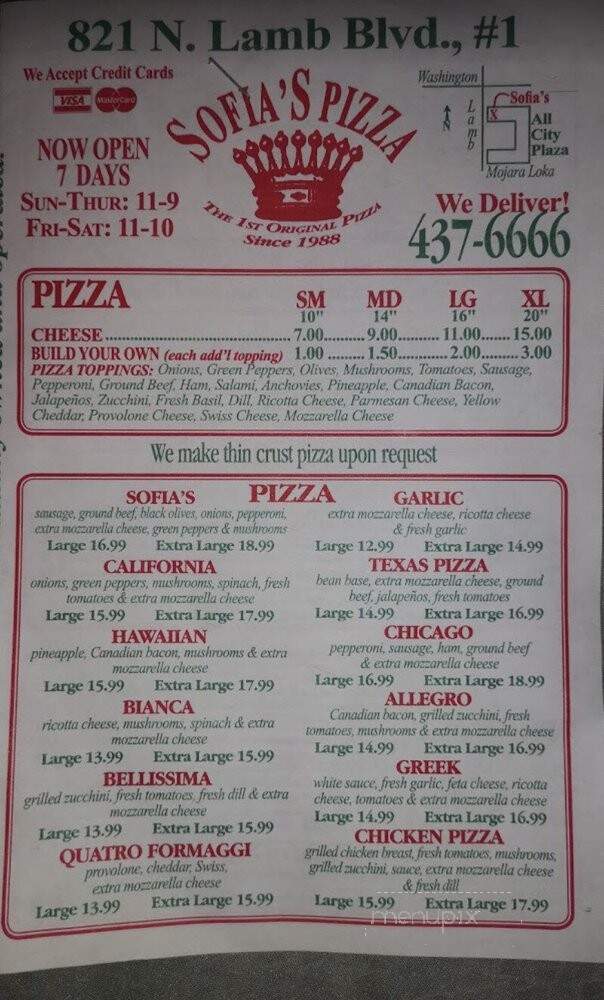 821 N. Lamb Blvd., #1
We Accept Credit Cards
VISA MasterCard
NOW OPEN
7 DAYS
SUN-THUR: 11-9
FRI-SAT: 11-10
SOFIA'S PIZZA
THE 1ST ORIGINAL PIZZA
Since 1988
Washington
N
Lamb
Sofia's
X
All
City
Plaza
Mojara Loka
We Deliver!
437-6666
PIZZA
SM MD LG XL
10" 14" 16" 20"
CHEESE 7.00 9.00 11.00 15.00
BUILD YOUR OWN (each add'l topping) 1.00 1.50 2.00 3.00
PIZZA TOPPINGS: Onions, Green Peppers, Olives, Mushrooms, Tomatoes, Sausage,
Pepperoni, Ground Beef, Ham, Salami, Anchovies, Pineapple, Canadian Bacon,
Jalapeños, Zucchini, Fresh Basil, Dill, Ricotta Cheese, Parmesan Cheese, Yellow
Cheddar, Provolone Cheese, Swiss Cheese, Mozzarella Cheese
We make thin crust pizza upon request
PIZZA
SOFIA'S
sausage, ground beef, black olives, onions, pepperoni,
extra mozzarella cheese, green peppers & mushrooms
Large 16.99 Extra Large 18.99
CALIFORNIA
onions, green peppers, mushrooms, spinach, fresh
tomatoes & extra mozzarella cheese
Large 15.99 Extra Large 17.99
HAWAIIAN
pineapple, Canadian bacon, mushrooms & extra
mozzarella cheese
Large 15.99 Extra Large 17.99
BIANCA
ricotta cheese, mushrooms, spinach & extra
mozzarella cheese
Large 13.99 Extra Large 15.99
BELLISSIMA
grilled zucchini, fresh tomatoes, fresh dill & extra
mozzarella cheese
Large 13.99 Extra Large 15.99
QUATRO FORMAGGI
provolone, cheddar, Swiss,
extra mozzarella cheese
Large 13.99 Extra Large 15.99
GARLIC
extra mozzarella cheese, ricotta cheese
& fresh garlic
Large 12.99 Extra Large 14.99
TEXAS PIZZA
bean base, extra mozzarella cheese, ground
beef, jalapeños, fresh tomatoes
Large 14.99 Extra Large 16.99
CHICAGO
pepperoni, sausage, ham, ground beef
& extra mozzarella cheese
Large 16.99 Extra Large 18.99
ALLEGRO
Canadian bacon, grilled zucchini, fresh
tomatoes, mushrooms & extra mozzarella cheese
Large 14.99 Extra Large 16.99
GREEK
white sauce, fresh garlic, feta cheese, ricotta
cheese, tomatoes & extra mozzarella cheese
Large 14.99 Extra Large 16.99
CHICKEN PIZZA
grilled chicken breast, fresh tomatoes, mushrooms,
grilled zucchini, sauce, extra mozzarella cheese
& fresh dill
Large 15.99 Extra Large 17.99
menupix